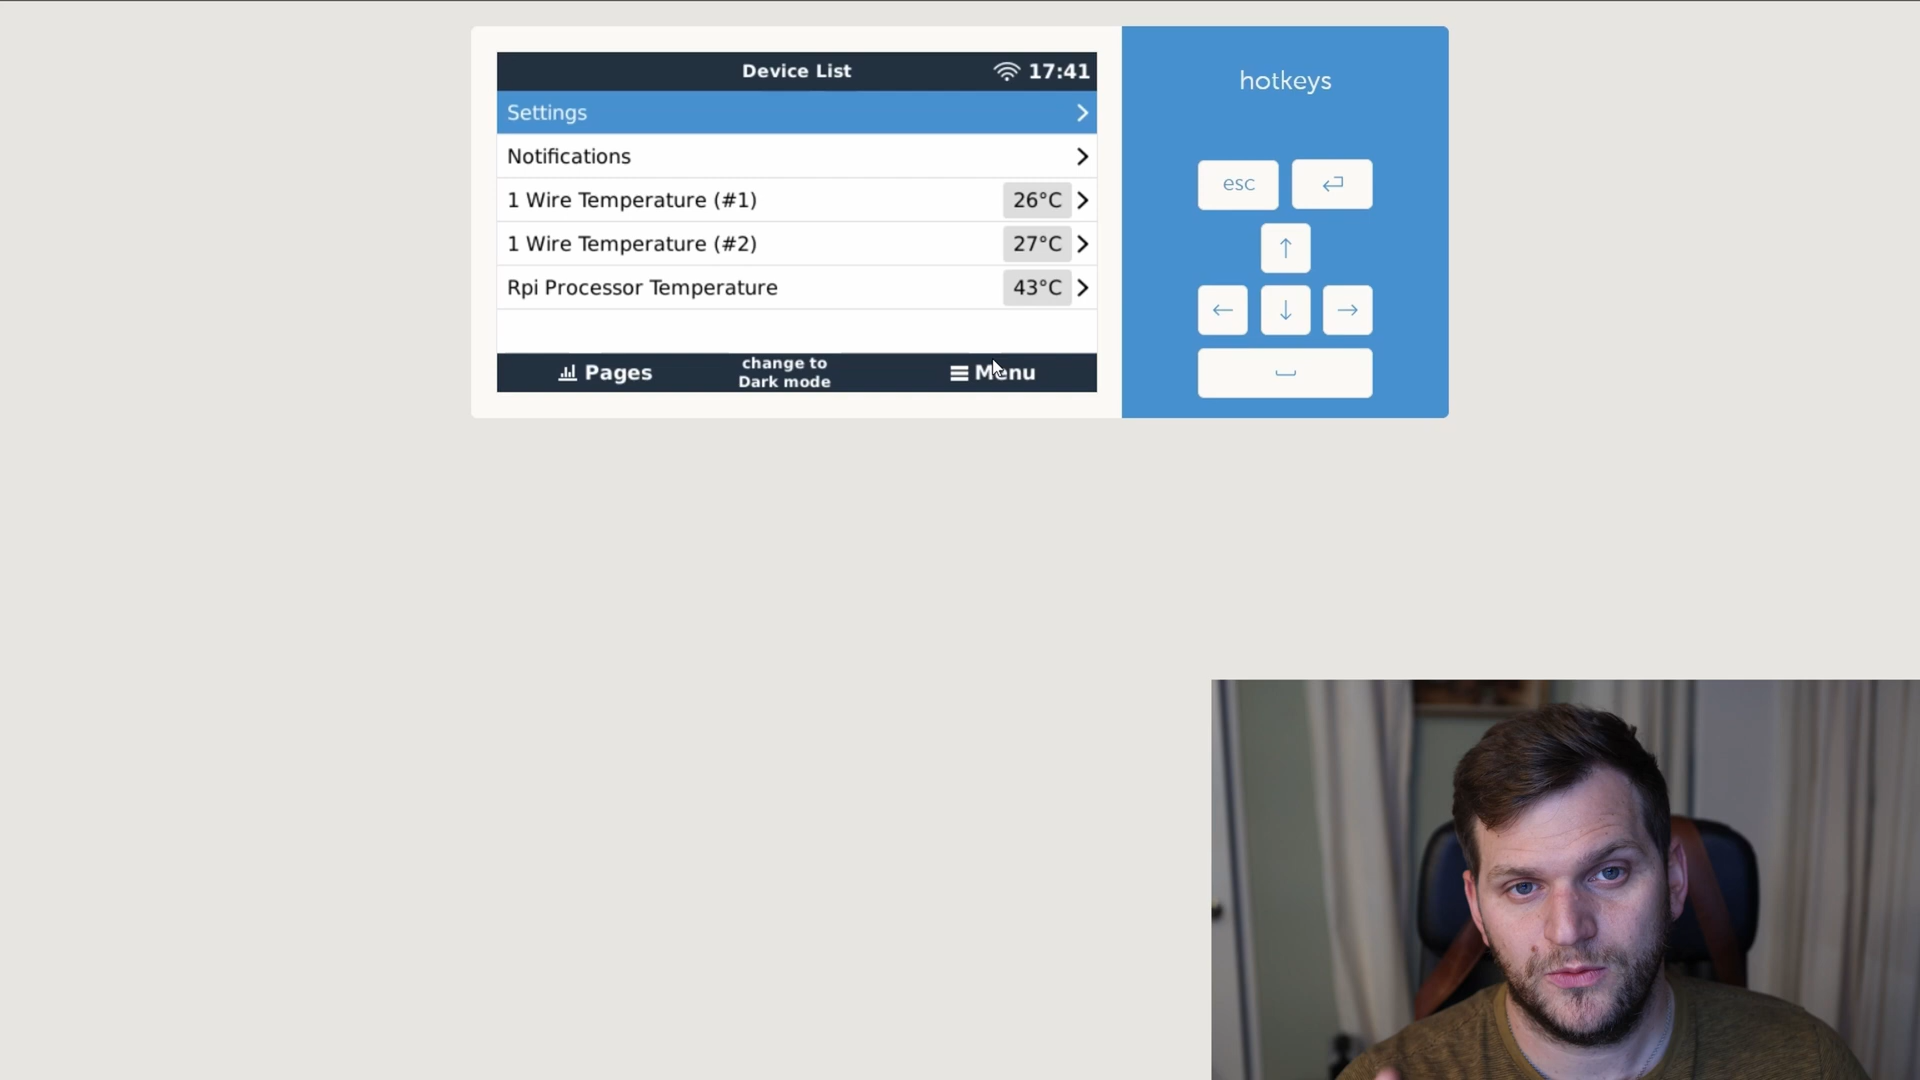 Device List 17:41
Settings
Notifications
1 Wire Temperature (#1) 26°C
1 Wire Temperature (#2) 27°C
Rpi Processor Temperature 43°C
Pages change to Dark mode Menu
hotkeys
esc